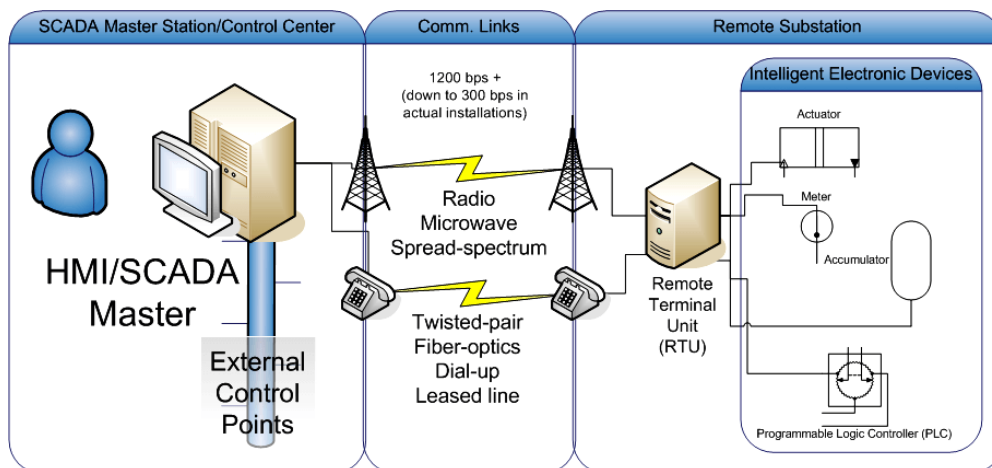 SCADA Master Station/Control Center
Comm. Links
Remote Substation
1200 bps +
(down to 300 bps in
actual installations)
Intelligent Electronic Devices
Actuator
Radio
Microwave
Spread-spectrum
Meter
Accumulator
HMI/SCADA
Master
Remote
Terminal
Unit
(RTU)
Twisted-pair
Fiber-optics
Dial-up
Leased line
External
Control
Points
Programmable Logic Controller (PLC)